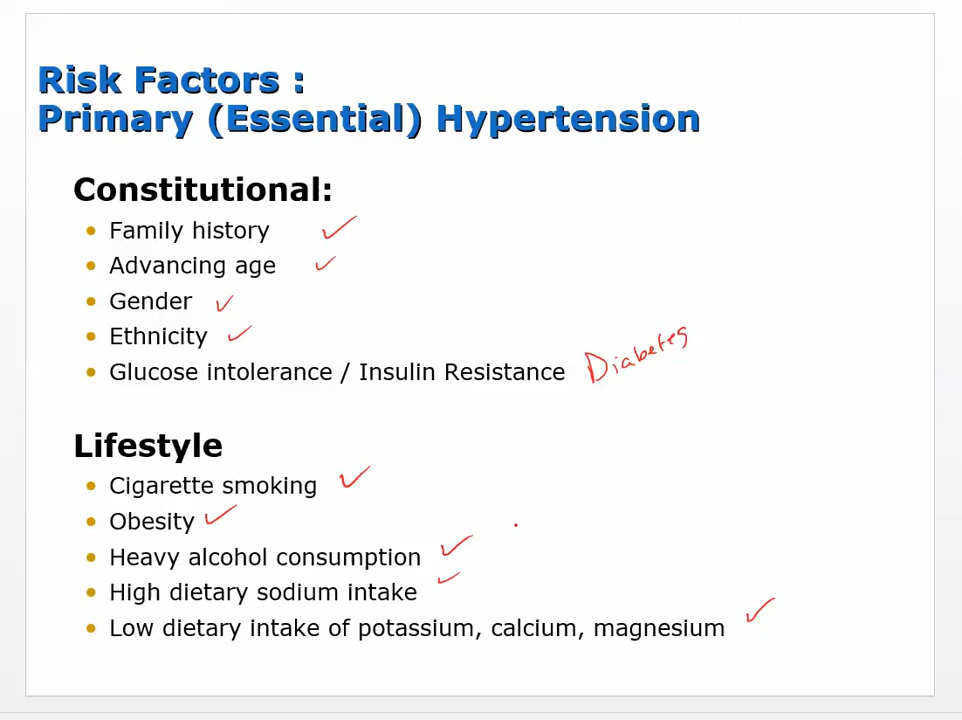 Risk Factors :
Primary (Essential) Hypertension
Constitutional:
• Family history
• Advancing age
• Gender
• Ethnicity
• Glucose intolerance / Insulin Resistance Diabetes
Lifestyle
• Cigarette smoking
• Obesity
• Heavy alcohol consumption
• High dietary sodium intake
• Low dietary intake of potassium, calcium, magnesium